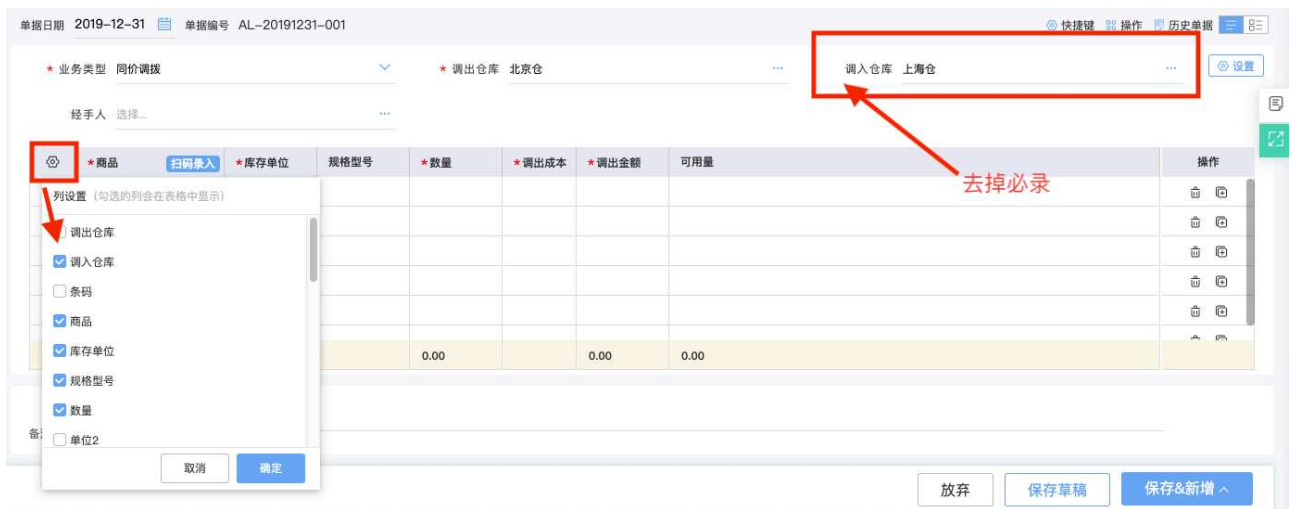 单据日期 2019-12-31 单据编号 AL-20191231-001 快捷键 操作 历史单据
* 业务类型 同价调拨 * 调出仓库 北京仓 ... 调入仓库 上海仓 ... 设置
经手人 选择... ...
*商品 扫码录入 *库存单位 规格型号 *数量 *调出成本 *调出金额 可用量 操作
去掉必录
列设置（勾选的列会在表格中显示）
调出仓库
调入仓库
条码
商品
库存单位
0.00 0.00 0.00
规格型号
数量
单位2
取消 确定
放弃 保存草稿 保存&新增